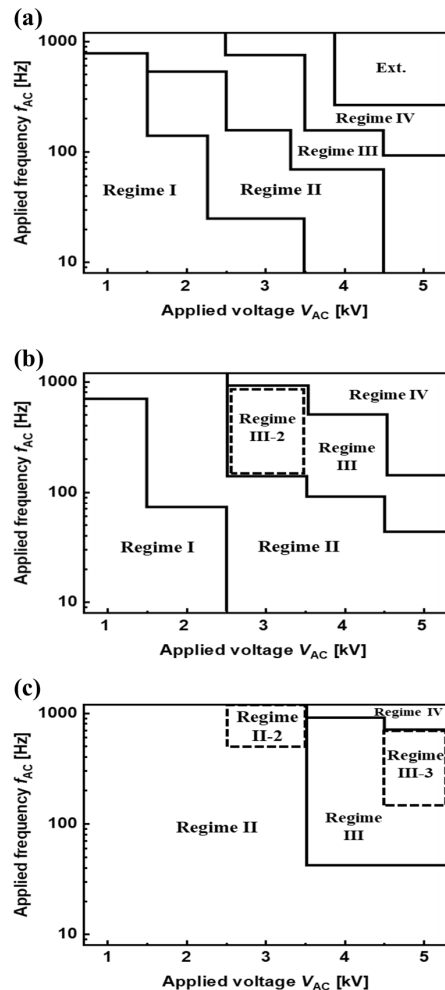 (a)
Applied frequency fAC [Hz]
1000
100
10
Ext.
Regime IV
Regime III
Regime I
Regime II
1 2 3 4 5
Applied voltage VAC [kV]
(b)
Applied frequency fAC [Hz]
1000
100
10
Regime IV
Regime
III-2
Regime
III
Regime I
Regime II
1 2 3 4 5
Applied voltage VAC [kV]
(c)
Applied frequency fAC [Hz]
1000
100
10
Regime IV
Regime
II-2
Regime
III-3
Regime II
Regime
III
1 2 3 4 5
Applied voltage VAC [kV]